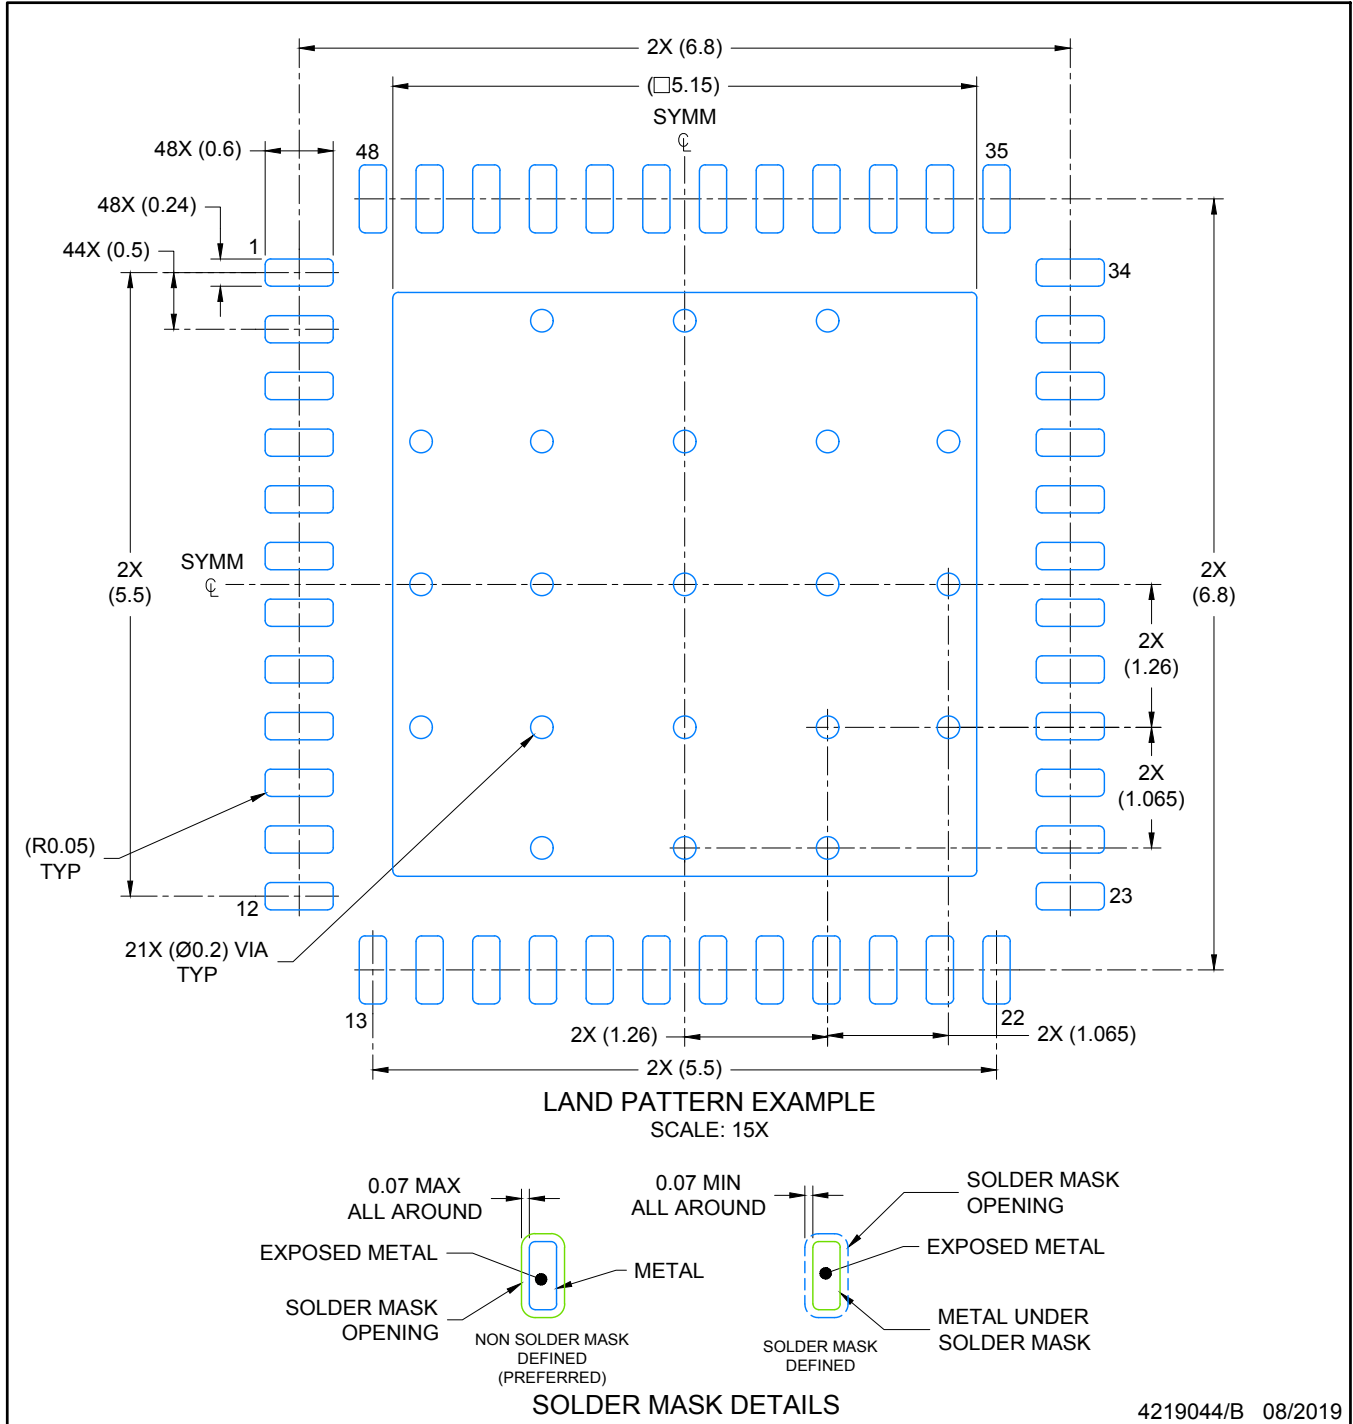 2X (6.8)
(□5.15)
SYMM
℄
48X (0.6)
48
35
48X (0.24)
44X (0.5)
1
34
SYMM
℄
2X
(5.5)
2X
(6.8)
2X
(1.26)
2X
(1.065)
(R0.05)
TYP
12
23
21X (Ø0.2) VIA
TYP
13
22
2X (1.26)
2X (1.065)
2X (5.5)
LAND PATTERN EXAMPLE
SCALE: 15X
0.07 MAX
ALL AROUND
0.07 MIN
ALL AROUND
SOLDER MASK
OPENING
EXPOSED METAL
EXPOSED METAL
METAL
SOLDER MASK
OPENING
METAL UNDER
SOLDER MASK
NON SOLDER MASK
DEFINED
(PREFERRED)
SOLDER MASK
DEFINED
SOLDER MASK DETAILS
4219044/B 08/2019